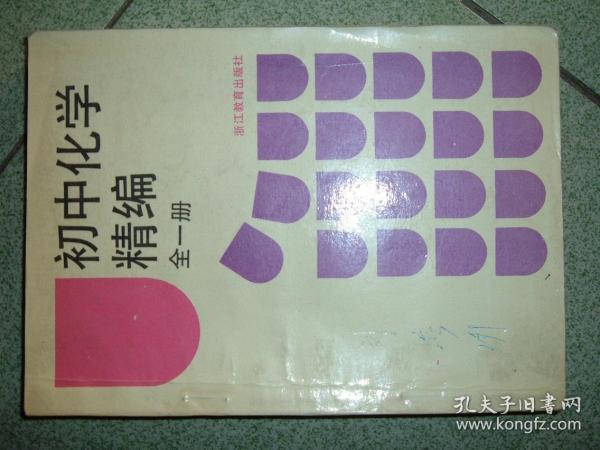 初中化学
精编
全一册
浙江教育出版社
孔夫子旧書网
www.kongfz.com